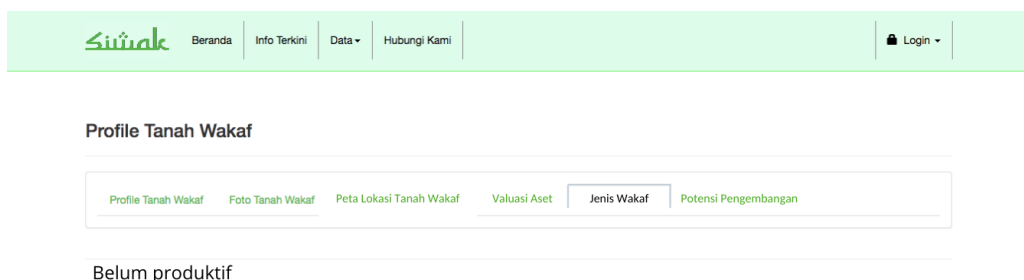 Siwak Beranda Info Terkini Data Hubungi Kami Login
Profile Tanah Wakaf
Profile Tanah Wakaf Foto Tanah Wakaf Peta Lokasi Tanah Wakaf Valuasi Aset Jenis Wakaf Potensi Pengembangan
Belum produktif